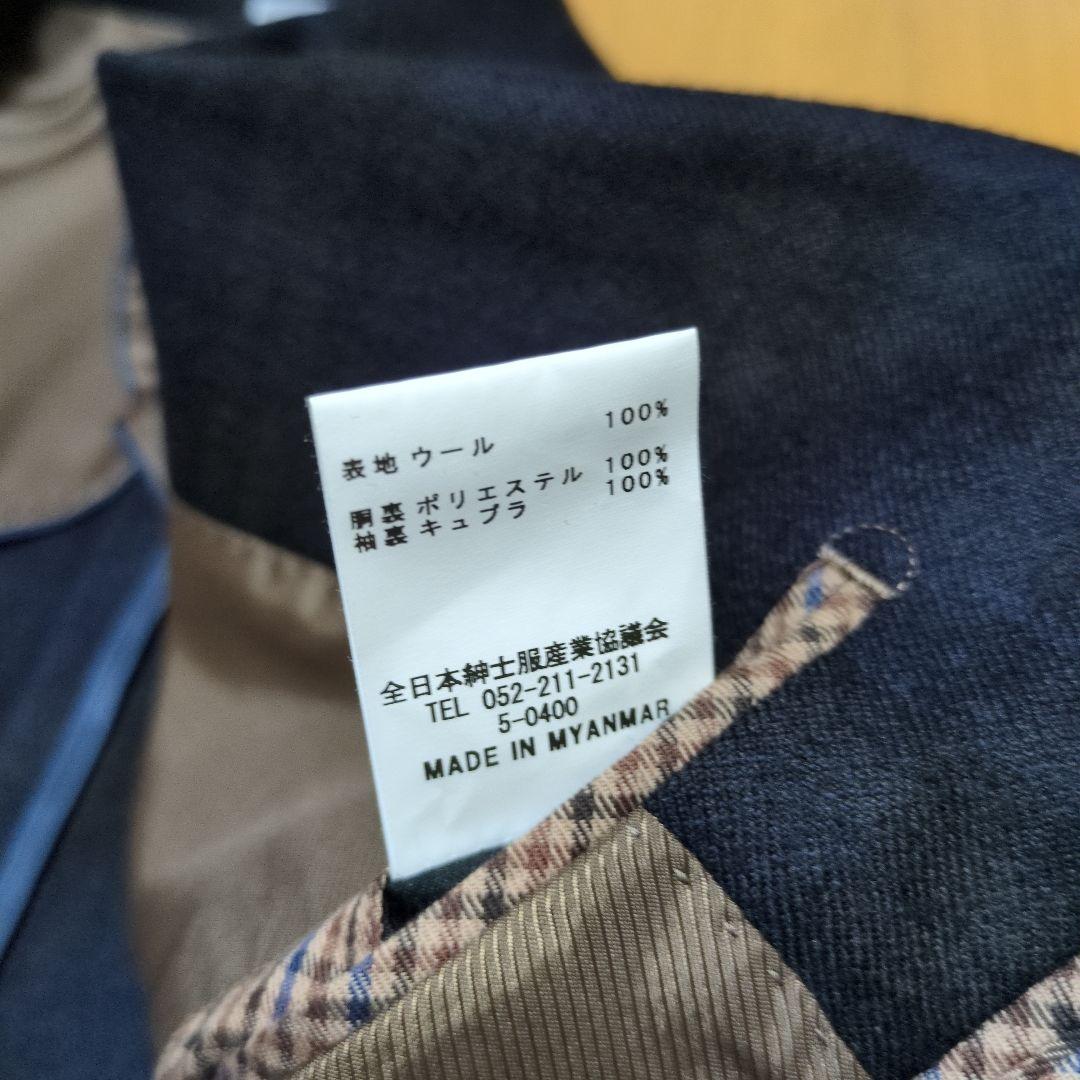 表地 ウール 100%
胴裏 ポリエステル 100%
袖裏 キュプラ 100%
全日本紳士服産業協議会
TEL 052-211-2131
5-0400
MADE IN MYANMAR